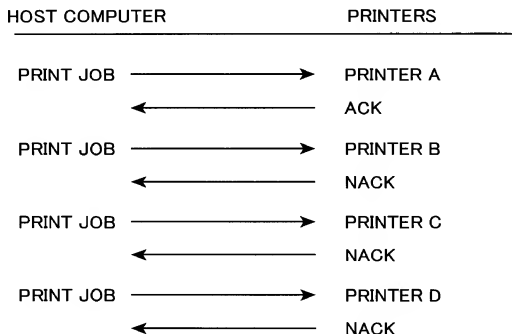 HOST COMPUTER PRINTERS
PRINT JOB PRINTER A
ACK
PRINT JOB PRINTER B
NACK
PRINT JOB PRINTER C
NACK
PRINT JOB PRINTER D
NACK